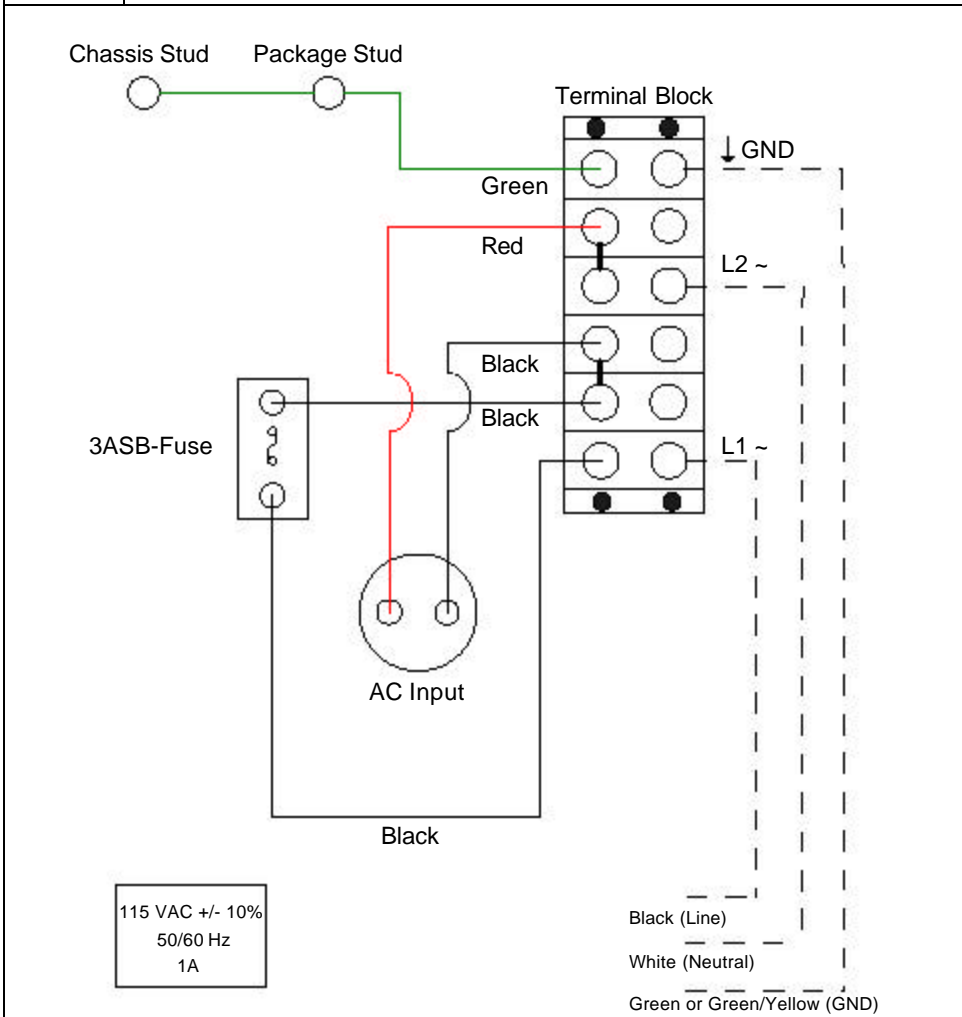 Chassis Stud
Package Stud
Terminal Block
GND
Green
Red
L2 ~
Black
Black
3ASB-Fuse
L1 ~
AC Input
Black
115 VAC +/- 10%
50/60 Hz
1A
Black (Line)
White (Neutral)
Green or Green/Yellow (GND)